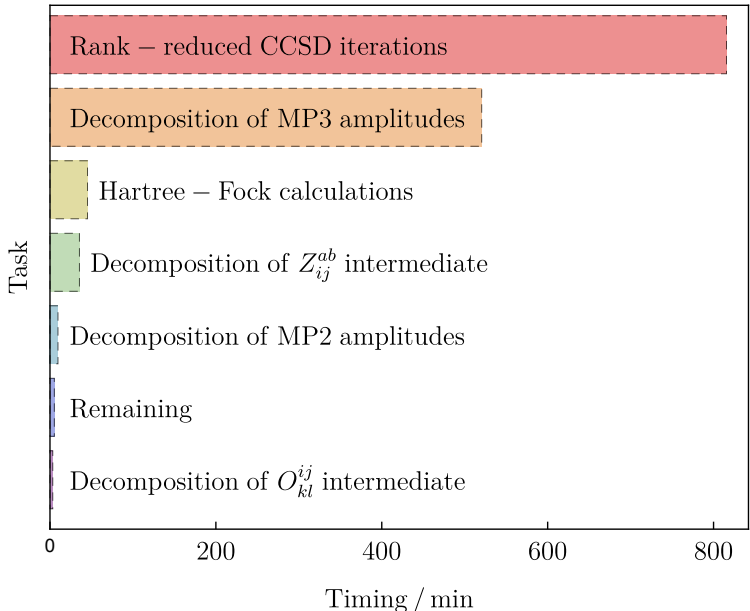 Rank − reduced CCSD iterations
Decomposition of MP3 amplitudes
Hartree − Fock calculations
Decomposition of $Z_{ij}^{ab}$ intermediate
Decomposition of MP2 amplitudes
Remaining
Decomposition of $O_{kl}^{ij}$ intermediate
Task
0 200 400 600 800
Timing / min